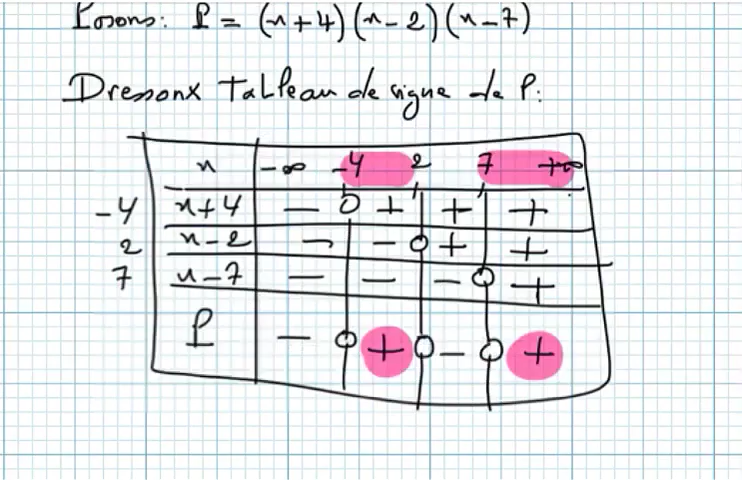 Posons: P = (x+4)(x-2)(x-7)
Dressonx Tableau de signe de P:
x -∞ -4 2 7 +∞
-4 x+4 - 0 + + +
2 x-2 - - 0 + +
7 x-7 - - - 0 +
P - 0 + 0 - 0 +